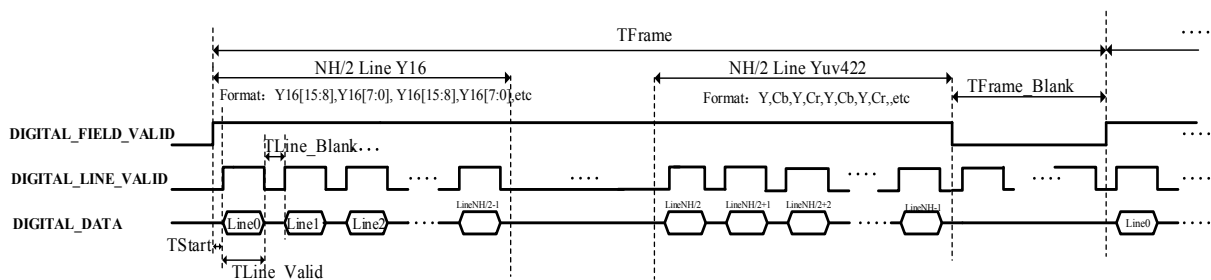 TFrame
....
NH/2 Line Y16
NH/2 Line Yuv422
TFrame_Blank
Format： Y16[15:8],Y16[7:0], Y16[15:8],Y16[7:0],etc
Format： Y,Cb,Y,Cr,Y,Cb,Y,Cr,,etc
DIGITAL_FIELD_VALID
....
TLine_Blank...
DIGITAL_LINE_VALID
.... .... .... .... ....
LineNH/2-1 LineNH/2 LineNH/2+1 LineNH/2+2 LineNH-1
DIGITAL_DATA
Line0 Line1 Line2 ..... ..... Line0 ....
TStart
TLine_Valid